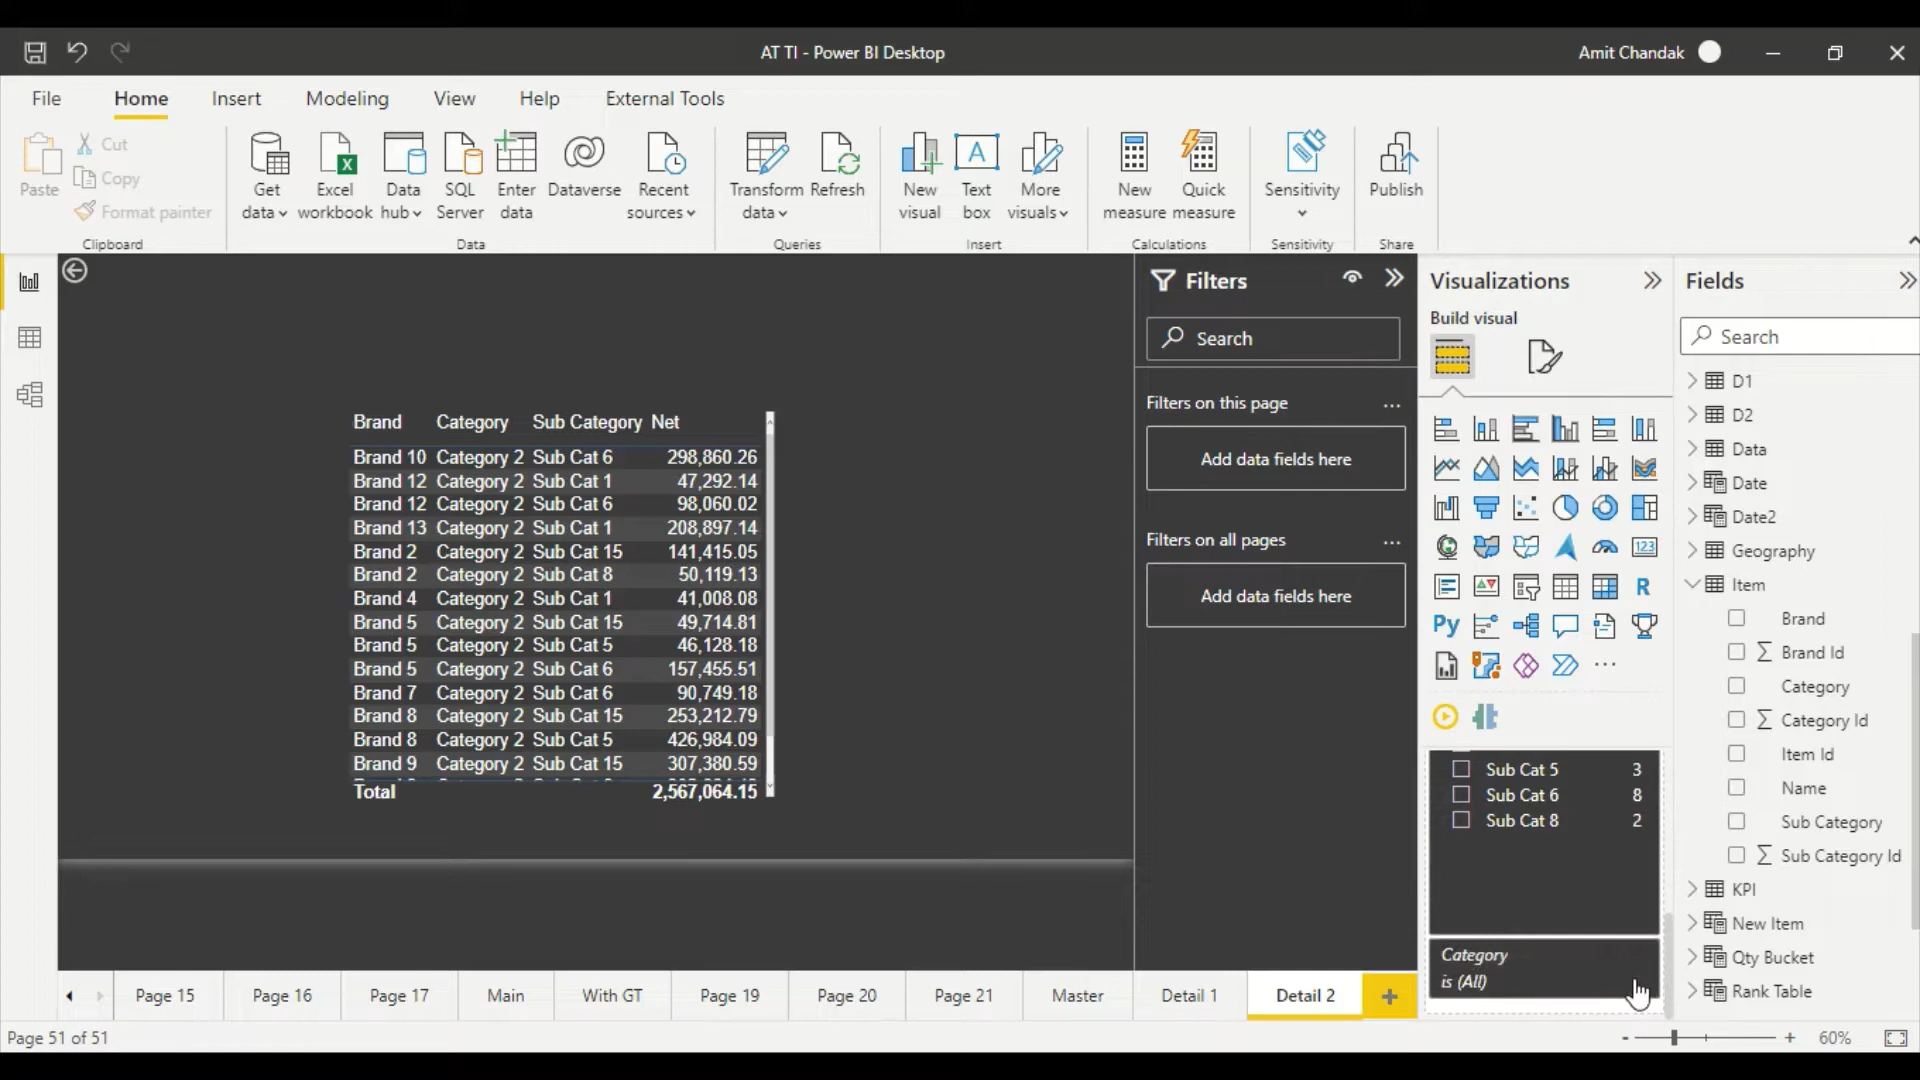 AT TI - Power BI Desktop
Amit Chandak
File
Home
Insert
Modeling
View
Help
External Tools
Paste
Cut
Copy
Format painter
Clipboard
Get data
Excel workbook
Data hub
SQL Server
Enter data
Dataverse
Recent sources
Data
Transform data
Refresh
Queries
New visual
Text box
More visuals
Insert
New measure
Quick measure
Calculations
Sensitivity
Sensitivity
Publish
Share
Brand Category Sub Category Net
Brand 10 Category 2 Sub Cat 6 298,860.26
Brand 12 Category 2 Sub Cat 1 47,292.14
Brand 12 Category 2 Sub Cat 6 98,060.02
Brand 13 Category 2 Sub Cat 1 208,897.14
Brand 2 Category 2 Sub Cat 15 141,415.05
Brand 2 Category 2 Sub Cat 8 50,119.13
Brand 4 Category 2 Sub Cat 1 41,008.08
Brand 5 Category 2 Sub Cat 15 49,714.81
Brand 5 Category 2 Sub Cat 5 46,128.18
Brand 5 Category 2 Sub Cat 6 157,455.51
Brand 7 Category 2 Sub Cat 6 90,749.18
Brand 8 Category 2 Sub Cat 15 253,212.79
Brand 8 Category 2 Sub Cat 5 426,984.09
Brand 9 Category 2 Sub Cat 15 307,380.59
Total 2,567,064.15
Filters
Search
Filters on this page ...
Add data fields here
Filters on all pages ...
Add data fields here
Visualizations
Build visual
123
R
Py
...
Sub Cat 5 3
Sub Cat 6 8
Sub Cat 8 2
Category
is (All)
Fields
Search
D1
D2
Data
Date
Date2
Geography
Item
Brand
∑ Brand Id
Category
∑ Category Id
Item Id
Name
Sub Category
∑ Sub Category Id
KPI
New Item
Qty Bucket
Rank Table
Page 15
Page 16
Page 17
Main
With GT
Page 19
Page 20
Page 21
Master
Detail 1
Detail 2
+
Page 51 of 51
- + 60%